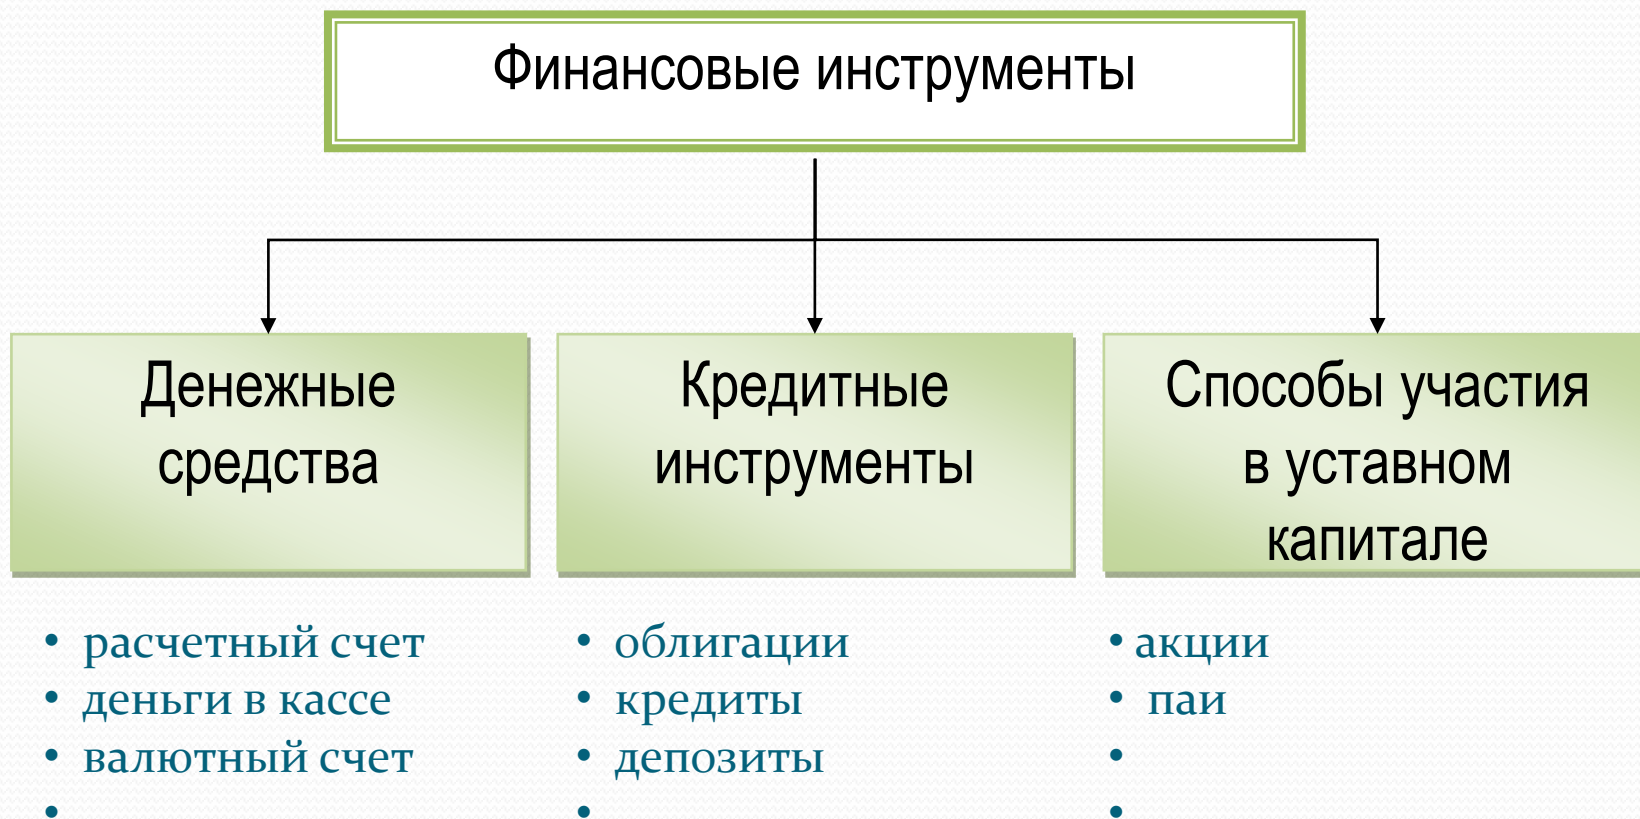 Финансовые инструменты
Денежные
средства
Кредитные
инструменты
Способы участия
в уставном
капитале
• расчетный счет
• деньги в кассе
• валютный счет
•
• облигации
• кредиты
• депозиты
•
• акции
• паи
•
•